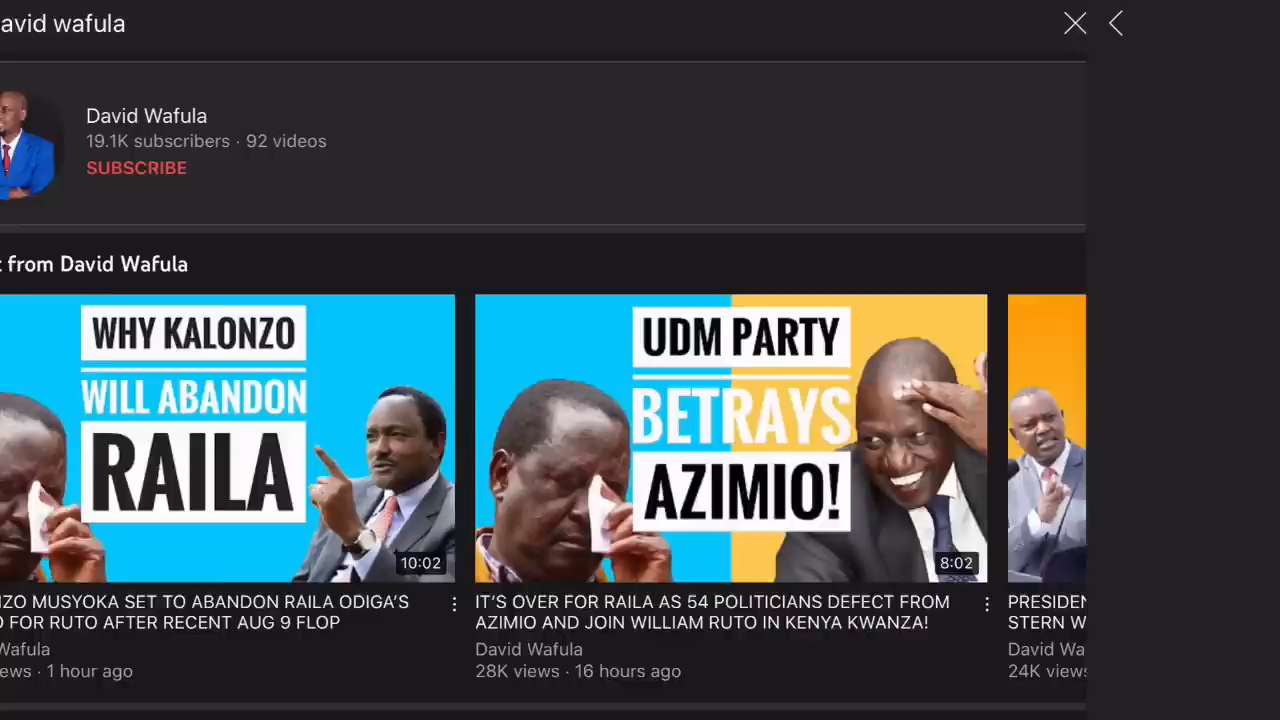 avid wafula
David Wafula
19.1K subscribers · 92 videos
SUBSCRIBE
from David Wafula
WHY KALONZO
WILL ABANDON
RAILA
10:02
UDM PARTY
BETRAYS
AZIMIO!
8:02
ZO MUSYOKA SET TO ABANDON RAILA ODIGA'S
FOR RUTO AFTER RECENT AUG 9 FLOP
Wafula
ews · 1 hour ago
IT'S OVER FOR RAILA AS 54 POLITICIANS DEFECT FROM
AZIMIO AND JOIN WILLIAM RUTO IN KENYA KWANZA!
David Wafula
28K views · 16 hours ago
PRESIDEN
STERN W
David Wa
24K views